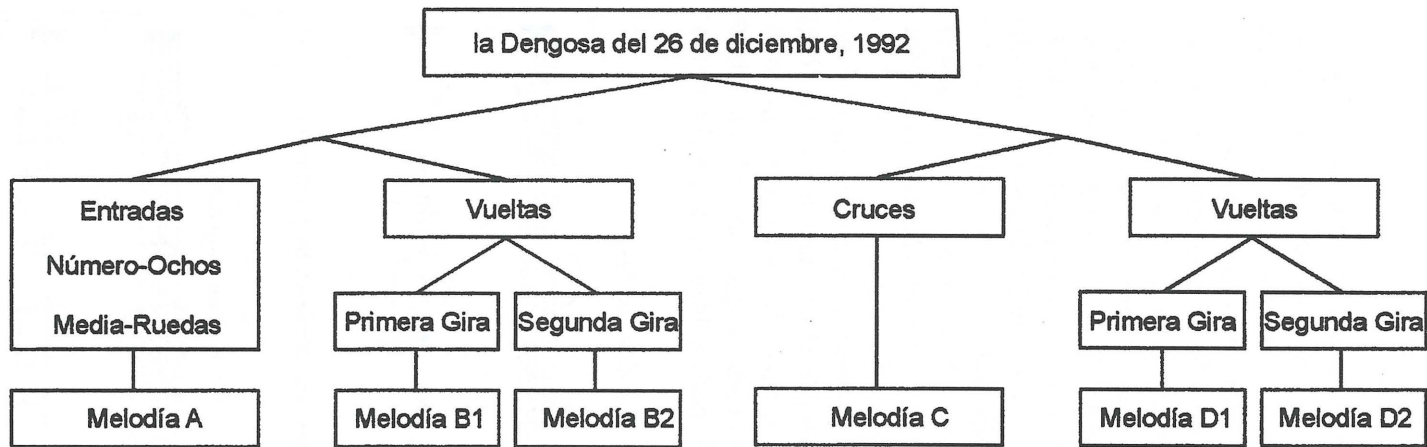 la Dengosa del 26 de diciembre, 1992
Entradas
Número-Ochos
Media-Ruedas
Vueltas
Cruces
Vueltas
Primera Gira
Segunda Gira
Primera Gira
Segunda Gira
Melodía A
Melodía B1
Melodía B2
Melodía C
Melodía D1
Melodía D2